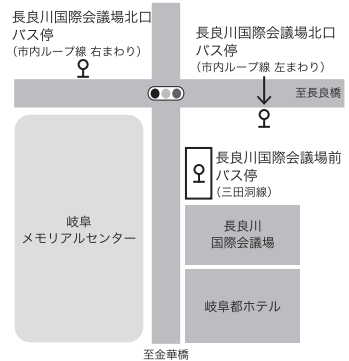 長良川国際会議場北口
バス停
（市内ループ線 右まわり）
長良川国際会議場北口
バス停
（市内ループ線 左まわり）
至長良橋
長良川国際会議場前
バス停
（三田洞線）
岐阜
メモリアルセンター
長良川
国際会議場
岐阜都ホテル
至金華橋